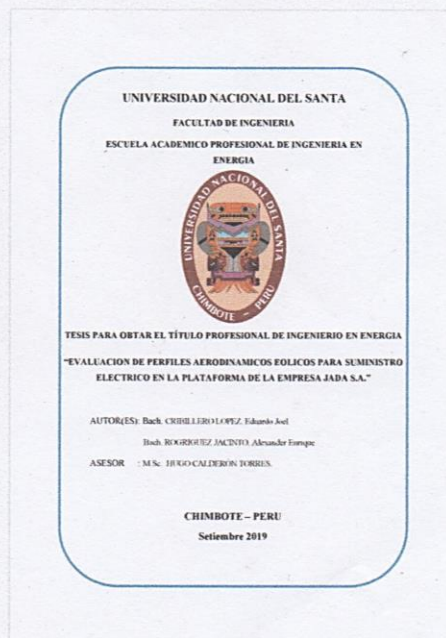 UNIVERSIDAD NACIONAL DEL SANTA
FACULTAD DE INGENIERIA
ESCUELA ACADEMICO PROFESIONAL DE INGENIERIA EN
ENERGIA
UNIVERSIDAD NACIONAL DEL SANTA
CHIMBOTE – PERU
TESIS PARA OBTAR EL TÍTULO PROFESIONAL DE INGENIERIO EN ENERGIA
“EVALUACION DE PERFILES AERODINAMICOS EOLICOS PARA SUMINISTRO
ELECTRICO EN LA PLATAFORMA DE LA EMPRESA JADA S.A.”
AUTOR(ES): Bach. CRIBILLERO LOPEZ, Eduardo Joel
Bach. ROGRIGUEZ JACINTO, Alexander Enrique
ASESOR : M.Sc. HUGO CALDERÓN TORRES.
CHIMBOTE – PERU
Setiembre 2019